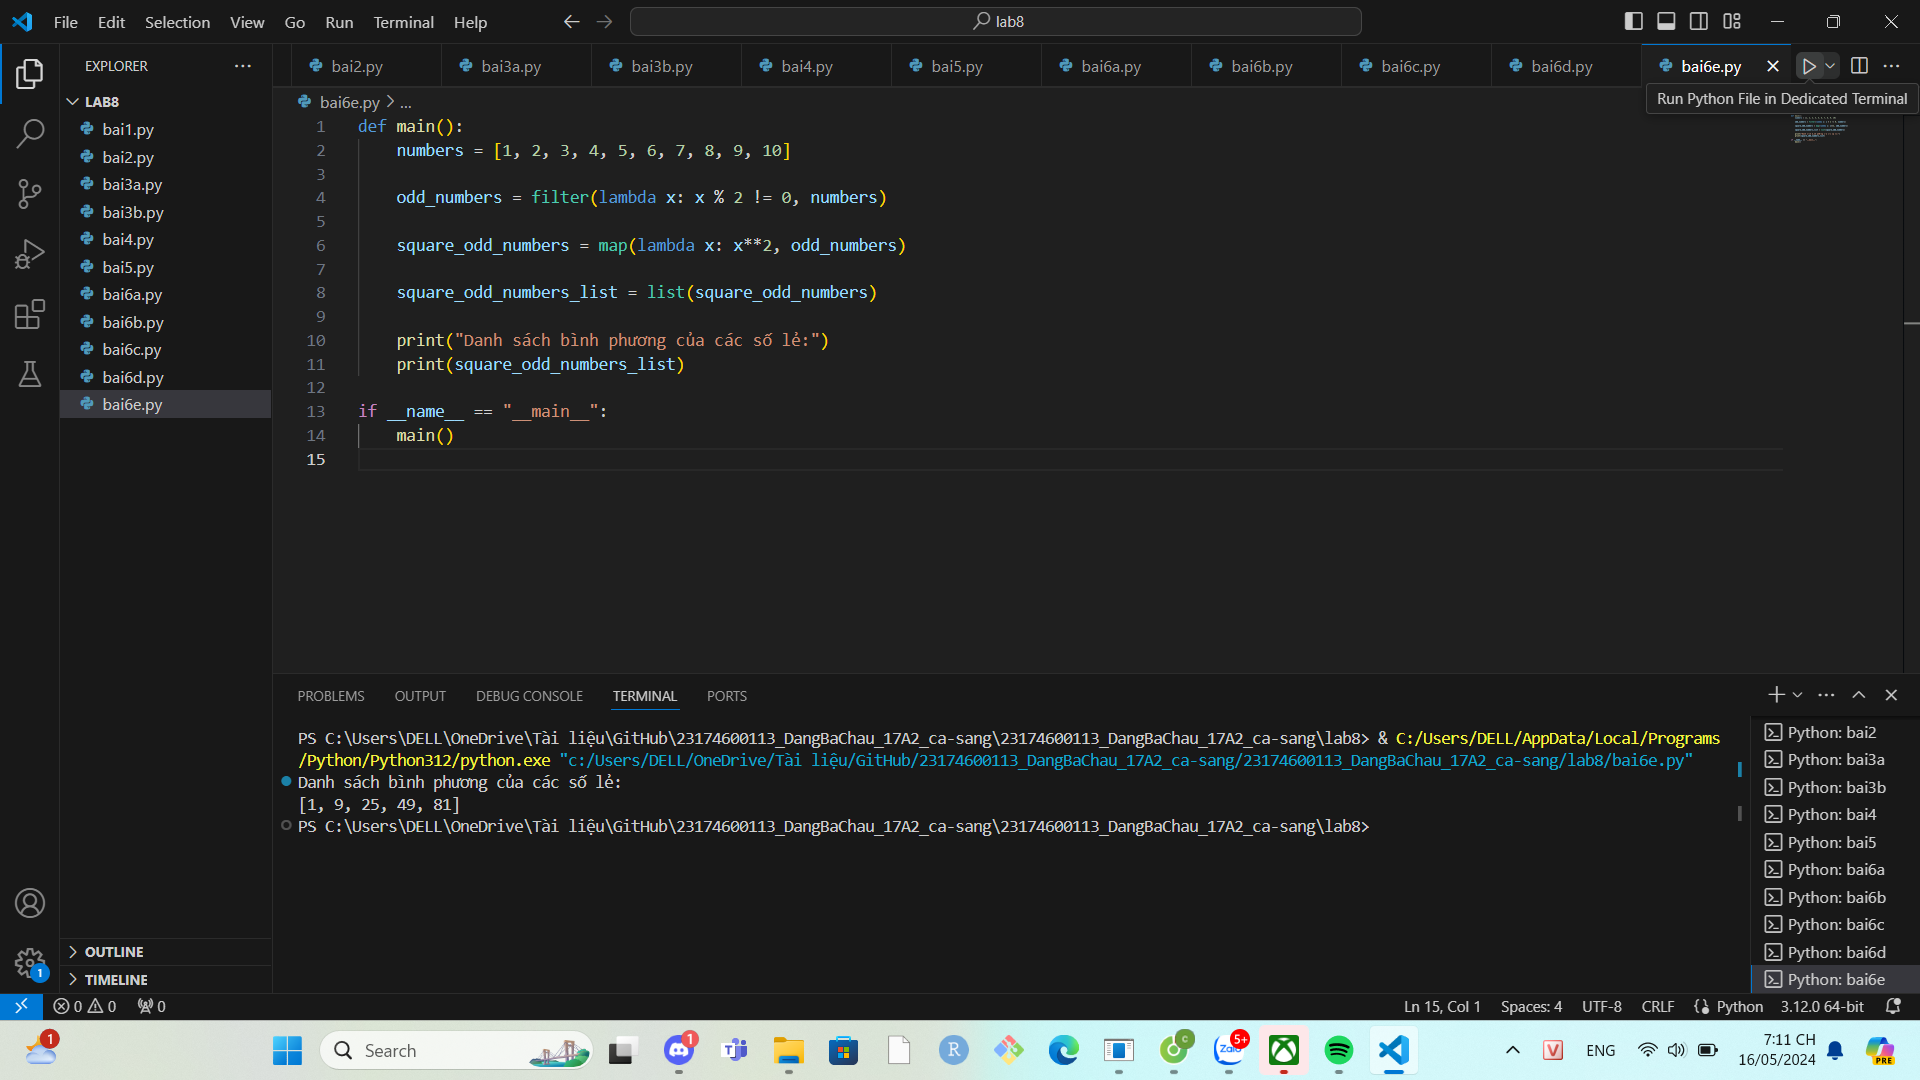 File Edit Selection View Go Run Terminal Help
lab8
EXPLORER
bai2.py bai3a.py bai3b.py bai4.py bai5.py bai6a.py bai6b.py bai6c.py bai6d.py bai6e.py
Run Python File in Dedicated Terminal
LAB8
bai1.py
bai2.py
bai3a.py
bai3b.py
bai4.py
bai5.py
bai6a.py
bai6b.py
bai6c.py
bai6d.py
bai6e.py
OUTLINE
TIMELINE
bai6e.py > ...
1 def main():
2     numbers = [1, 2, 3, 4, 5, 6, 7, 8, 9, 10]
3
4     odd_numbers = filter(lambda x: x % 2 != 0, numbers)
5
6     square_odd_numbers = map(lambda x: x**2, odd_numbers)
7
8     square_odd_numbers_list = list(square_odd_numbers)
9
10     print("Danh sách bình phương của các số lẻ:")
11     print(square_odd_numbers_list)
12
13 if __name__ == "__main__":
14     main()
15
PROBLEMS OUTPUT DEBUG CONSOLE TERMINAL PORTS
PS C:\Users\DELL\OneDrive\Tài liệu\GitHub\23174600113_DangBaChau_17A2_ca-sang\23174600113_DangBaChau_17A2_ca-sang\lab8> & C:/Users/DELL/AppData/Local/Programs
/Python/Python312/python.exe "c:/Users/DELL/OneDrive/Tài liệu/GitHub/23174600113_DangBaChau_17A2_ca-sang/23174600113_DangBaChau_17A2_ca-sang/lab8/bai6e.py"
Danh sách bình phương của các số lẻ:
[1, 9, 25, 49, 81]
PS C:\Users\DELL\OneDrive\Tài liệu\GitHub\23174600113_DangBaChau_17A2_ca-sang\23174600113_DangBaChau_17A2_ca-sang\lab8>
Python: bai2
Python: bai3a
Python: bai3b
Python: bai4
Python: bai5
Python: bai6a
Python: bai6b
Python: bai6c
Python: bai6d
Python: bai6e
1
0 0 0
Ln 15, Col 1 Spaces: 4 UTF-8 CRLF Python 3.12.0 64-bit
1
Search
1
R
C
Zalo
5+
V
ENG
7:11 CH
16/05/2024
PRE